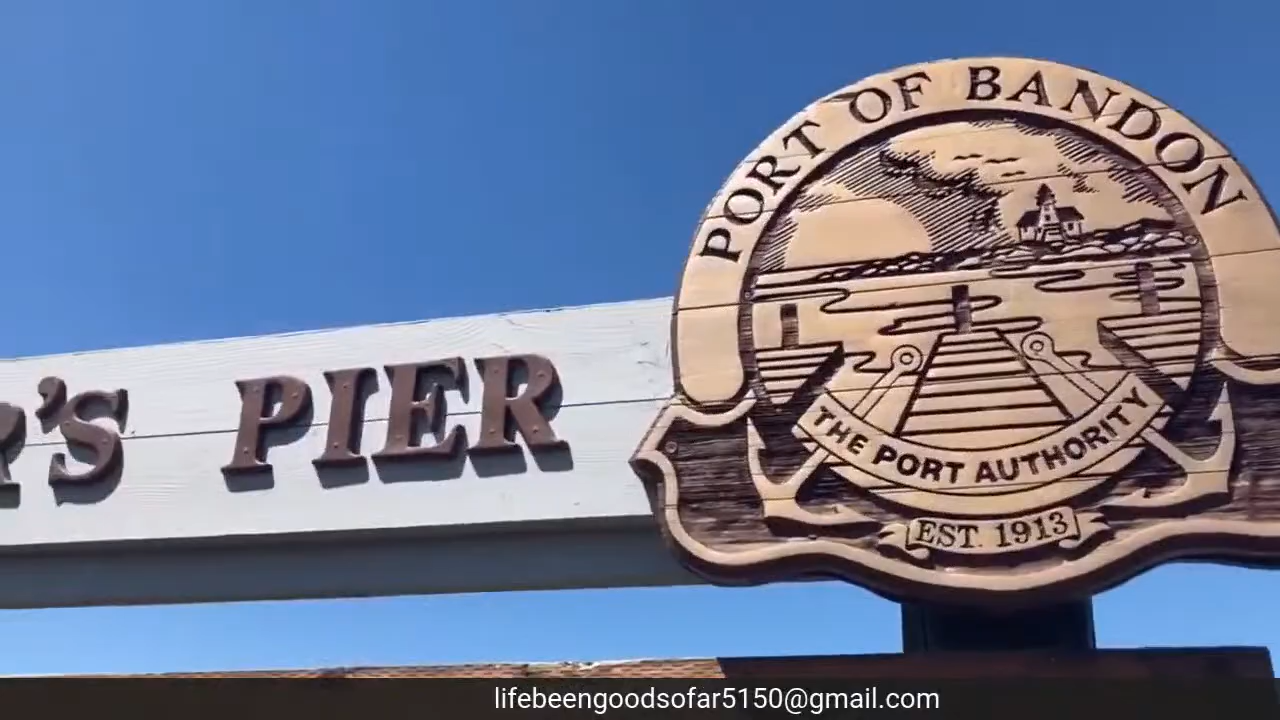 'S PIER
PORT OF BANDON
THE PORT AUTHORITY
EST. 1913
lifebeengoodsofar5150@gmail.com